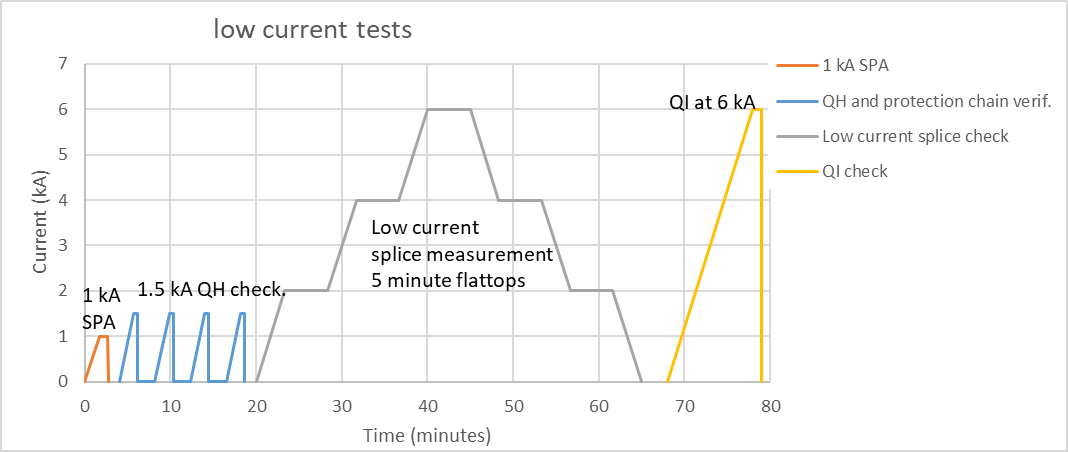 low current tests
7
6
5
4
3
2
1
0
Current (kA)
0 10 20 30 40 50 60 70 80
Time (minutes)
1 kA
SPA
1.5 kA QH check.
Low current
splice measurement
5 minute flattops
QI at 6 kA
1 kA SPA
QH and protection chain verif.
Low current splice check
QI check